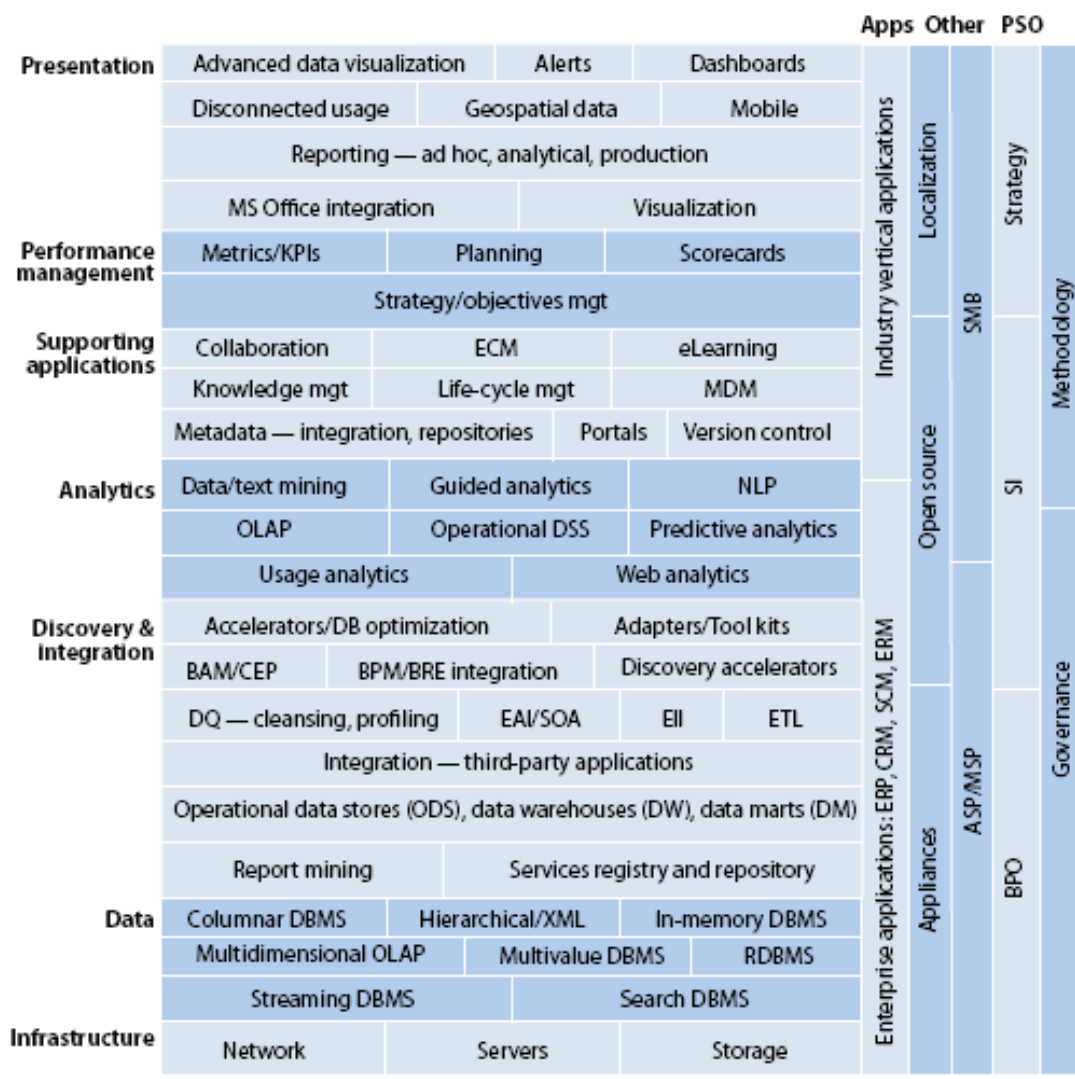 Apps Other PSO
Presentation
Advanced data visualization
Alerts
Dashboards
Disconnected usage
Geospatial data
Mobile
Reporting — ad hoc, analytical, production
MS Office integration
Visualization
Performance
management
Metrics/KPIs
Planning
Scorecards
Strategy/objectives mgt
Supporting
applications
Collaboration
ECM
eLearning
Knowledge mgt
Life-cycle mgt
MDM
Metadata — integration, repositories
Portals
Version control
Analytics
Data/text mining
Guided analytics
NLP
OLAP
Operational DSS
Predictive analytics
Usage analytics
Web analytics
Discovery &
integration
Accelerators/DB optimization
Adapters/Tool kits
BAM/CEP
BPM/BRE integration
Discovery accelerators
DQ — cleansing, profiling
EAI/SOA
EII
ETL
Integration — third-party applications
Operational data stores (ODS), data warehouses (DW), data marts (DM)
Report mining
Services registry and repository
Data
Columnar DBMS
Hierarchical/XML
In-memory DBMS
Multidimensional OLAP
Multivalue DBMS
RDBMS
Streaming DBMS
Search DBMS
Infrastructure
Network
Servers
Storage
Industry vertical applications
Enterprise applications: ERP, CRM, SCM, ERM
Localization
Open source
Appliances
SMB
ASP/MSP
Strategy
SI
BPO
Methodology
Governance